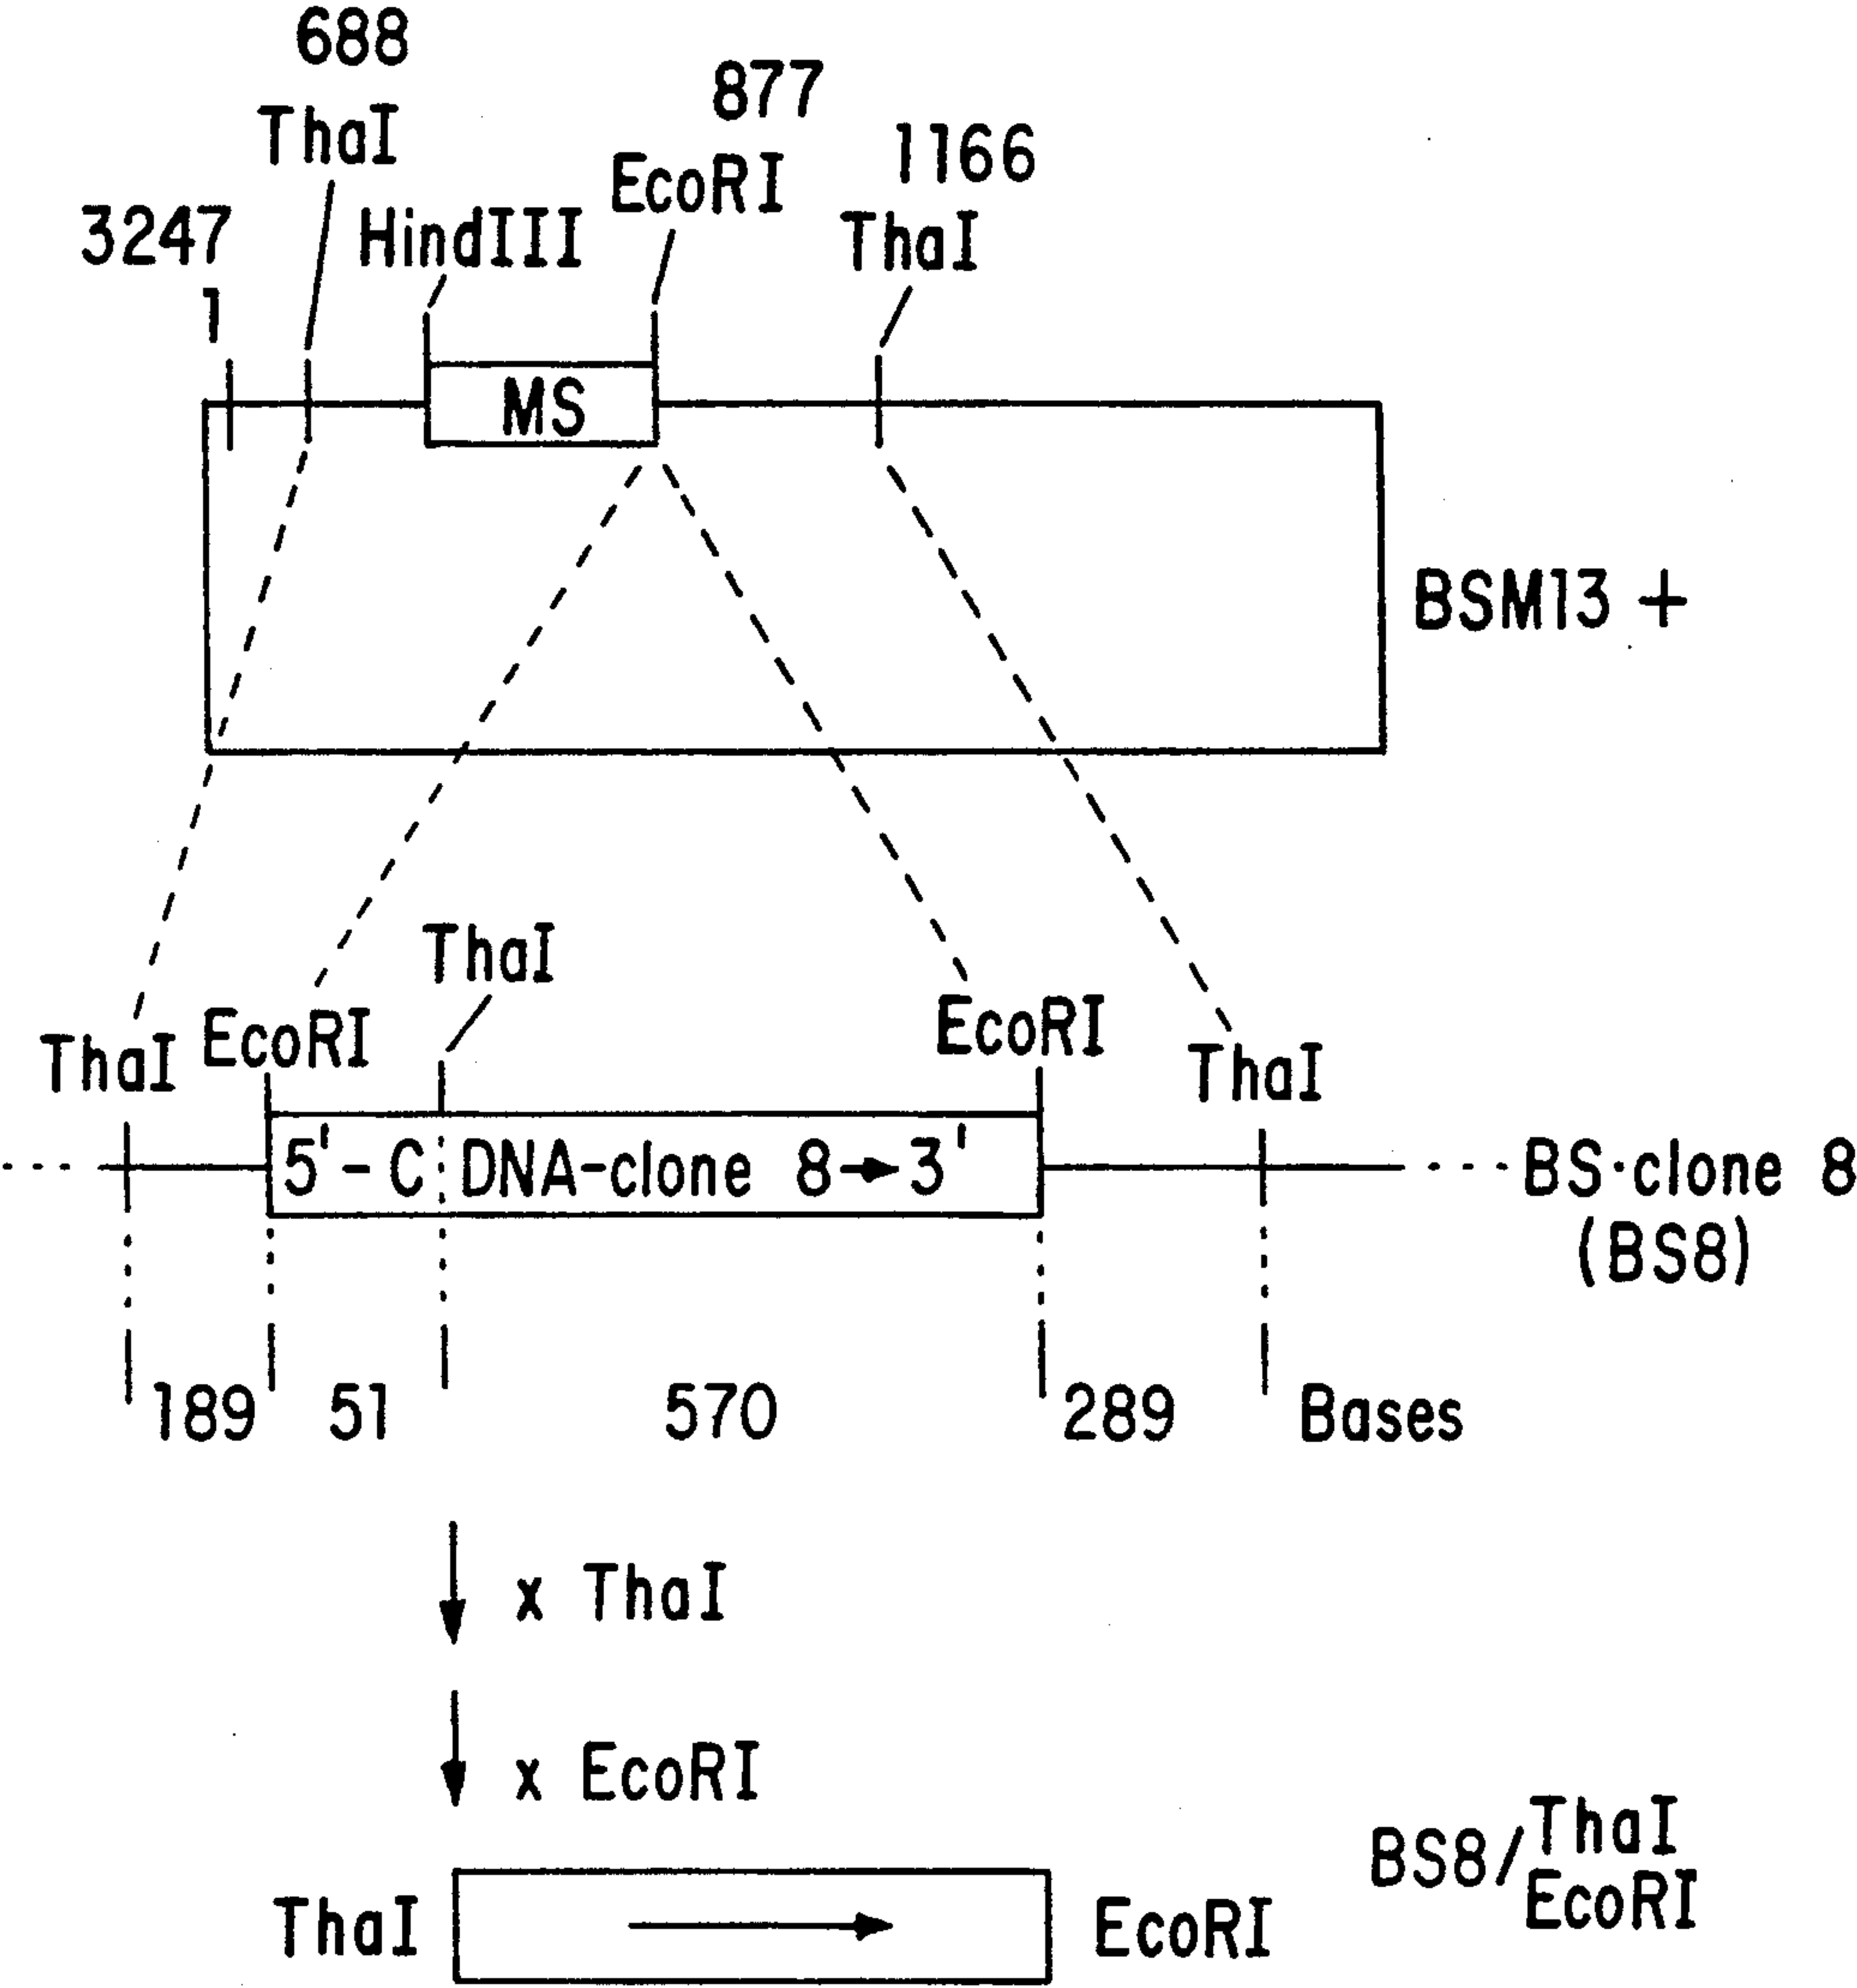 688
ThaI
877
EcoRI
1166
ThaI
3247
1
HindIII
MS
BSM13 +
ThaI
EcoRI
ThaI
EcoRI
ThaI
5'-C DNA-clone 8→3'
BS·clone 8
(BS8)
189
51
570
289
Bases
x ThaI
x EcoRI
ThaI
EcoRI
BS8/ThaI
EcoRI